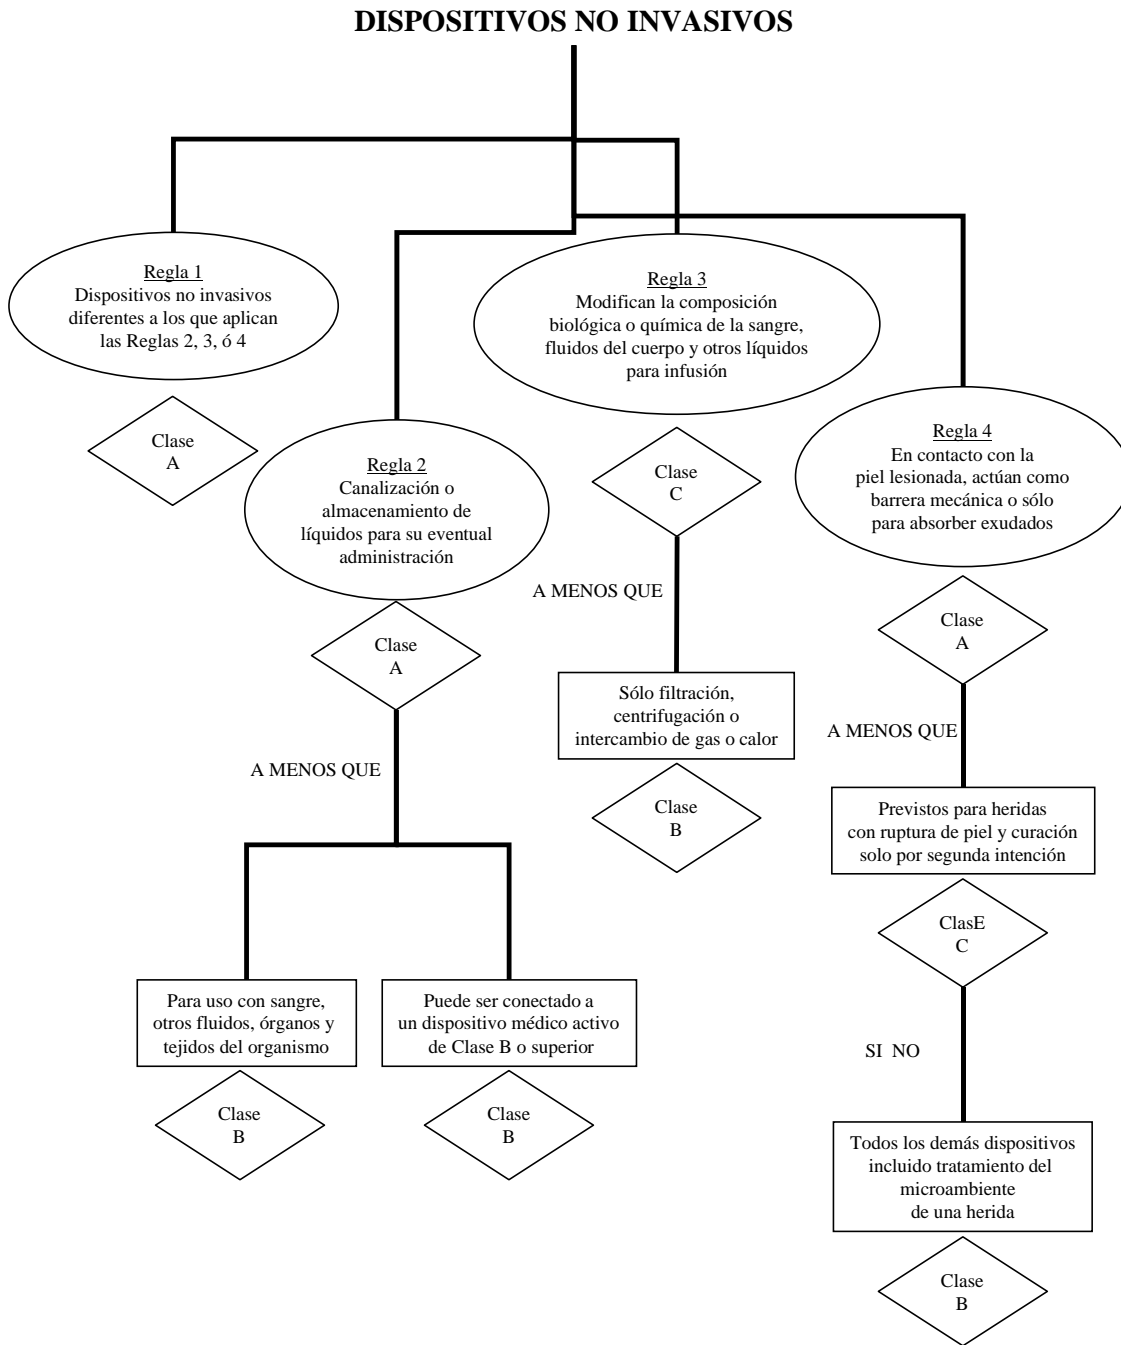 DISPOSITIVOS NO INVASIVOS
Regla 1
Dispositivos no invasivos
diferentes a los que aplican
las Reglas 2, 3, ó 4
Clase
A
Regla 2
Canalización o
almacenamiento de
líquidos para su eventual
administración
Clase
A
A MENOS QUE
Para uso con sangre,
otros fluidos, órganos y
tejidos del organismo
Clase
B
Puede ser conectado a
un dispositivo médico activo
de Clase B o superior
Clase
B
Regla 3
Modifican la composición
biológica o química de la sangre,
fluidos del cuerpo y otros líquidos
para infusión
Clase
C
A MENOS QUE
Sólo filtración,
centrifugación o
intercambio de gas o calor
Clase
B
Regla 4
En contacto con la
piel lesionada, actúan como
barrera mecánica o sólo
para absorber exudados
Clase
A
A MENOS QUE
Previstos para heridas
con ruptura de piel y curación
solo por segunda intención
ClasE
C
SI NO
Todos los demás dispositivos
incluido tratamiento del
microambiente
de una herida
Clase
B